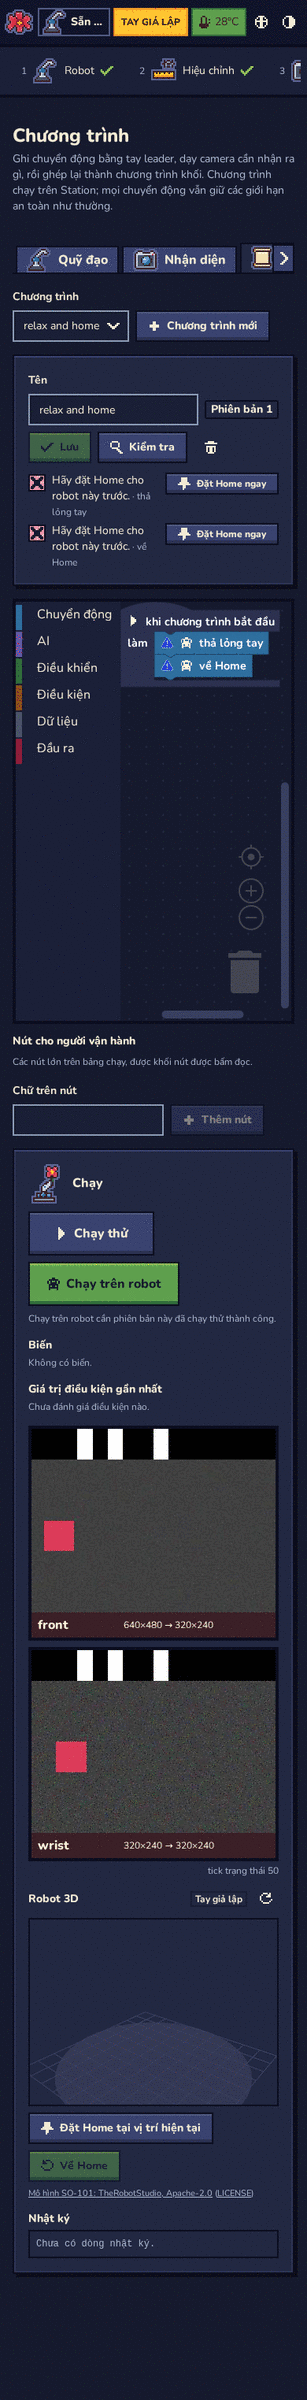 Sẵn ...
TAY GIẢ LẬP
28°C
1 Robot
2 Hiệu chỉnh
3
Chương trình
Ghi chuyển động bằng tay leader, dạy camera cần nhận ra
gì, rồi ghép lại thành chương trình khối. Chương trình
chạy trên Station; mọi chuyển động vẫn giữ các giới hạn
an toàn như thường.
Quỹ đạo
Nhận diện
Chương trình
relax and home
Chương trình mới
Tên
relax and home
Phiên bản 1
Lưu
Kiểm tra
Hãy đặt Home cho
robot này trước. · thả
lỏng tay
Đặt Home ngay
Hãy đặt Home cho
robot này trước. · về
Home
Đặt Home ngay
Chuyển động
AI
Điều khiển
Điều kiện
Dữ liệu
Đầu ra
khi chương trình bắt đầu
làm
thả lỏng tay
về Home
Nút cho người vận hành
Các nút lớn trên bảng chạy, được khối nút được bấm đọc.
Chữ trên nút
Thêm nút
Chạy
Chạy thử
Chạy trên robot
Chạy trên robot cần phiên bản này đã chạy thử thành công.
Biến
Không có biến.
Giá trị điều kiện gần nhất
Chưa đánh giá điều kiện nào.
front
640×480 → 320×240
wrist
320×240 → 320×240
tick trạng thái 50
Robot 3D
Tay giả lập
Đặt Home tại vị trí hiện tại
Về Home
Mô hình SO-101: TheRobotStudio, Apache-2.0 (LICENSE)
Nhật ký
Chưa có dòng nhật ký.